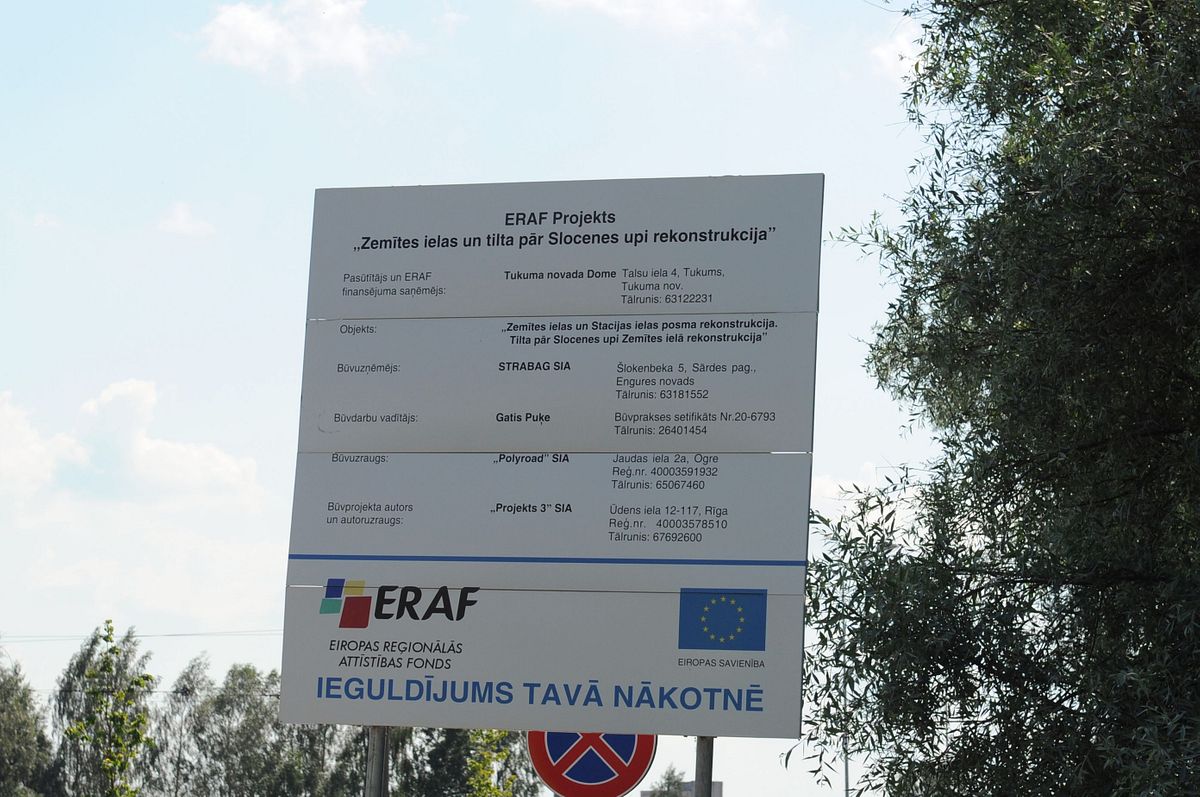 ERAF Projekts
„Zemītes ielas un tilta pār Slocenes upi rekonstrukcija”
Pasūtītājs un ERAF
finansējuma saņēmējs:
Tukuma novada Dome
Talsu iela 4, Tukums,
Tukuma nov.
Tālrunis: 63122231
Objekts:
„Zemītes ielas un Stacijas ielas posma rekonstrukcija.
Tilta pār Slocenes upi Zemītes ielā rekonstrukcija”
Būvuzņēmējs:
STRABAG SIA
Šlokenbeka 5, Sārdes pag.,
Engures novads
Tālrunis: 63181552
Būvdarbu vadītājs:
Gatis Puķe
Būvprakses setifikāts Nr.20-6793
Tālrunis: 26401454
Būvuzraugs:
„Polyroad” SIA
Jaudas iela 2a, Ogre
Reģ.nr. 40003591932
Tālrunis: 65067460
Būvprojekta autors
un autoruzraugs:
„Projekts 3” SIA
Ūdens iela 12-117, Rīga
Reģ.nr. 40003578510
Tālrunis: 67692600
ERAF
EIROPAS REĢIONĀLĀS
ATTĪSTĪBAS FONDS
EIROPAS SAVIENĪBA
IEGULDĪJUMS TAVĀ NĀKOTNĒ